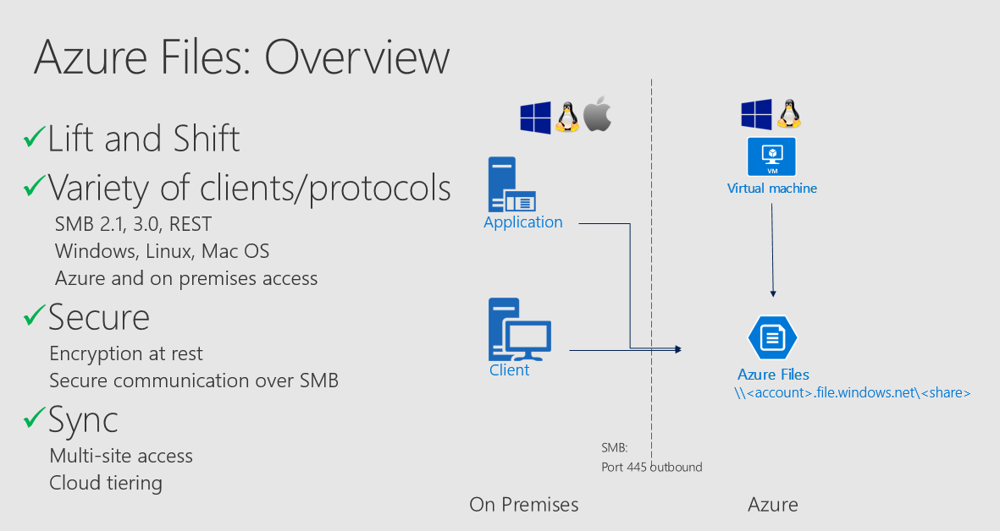 Azure Files: Overview
Lift and Shift
Variety of clients/protocols
SMB 2.1, 3.0, REST
Windows, Linux, Mac OS
Azure and on premises access
Secure
Encryption at rest
Secure communication over SMB
Sync
Multi-site access
Cloud tiering
Application
Client
SMB:
Port 445 outbound
On Premises
VM
Virtual machine
Azure Files
\\<account>.file.windows.net\<share>
Azure